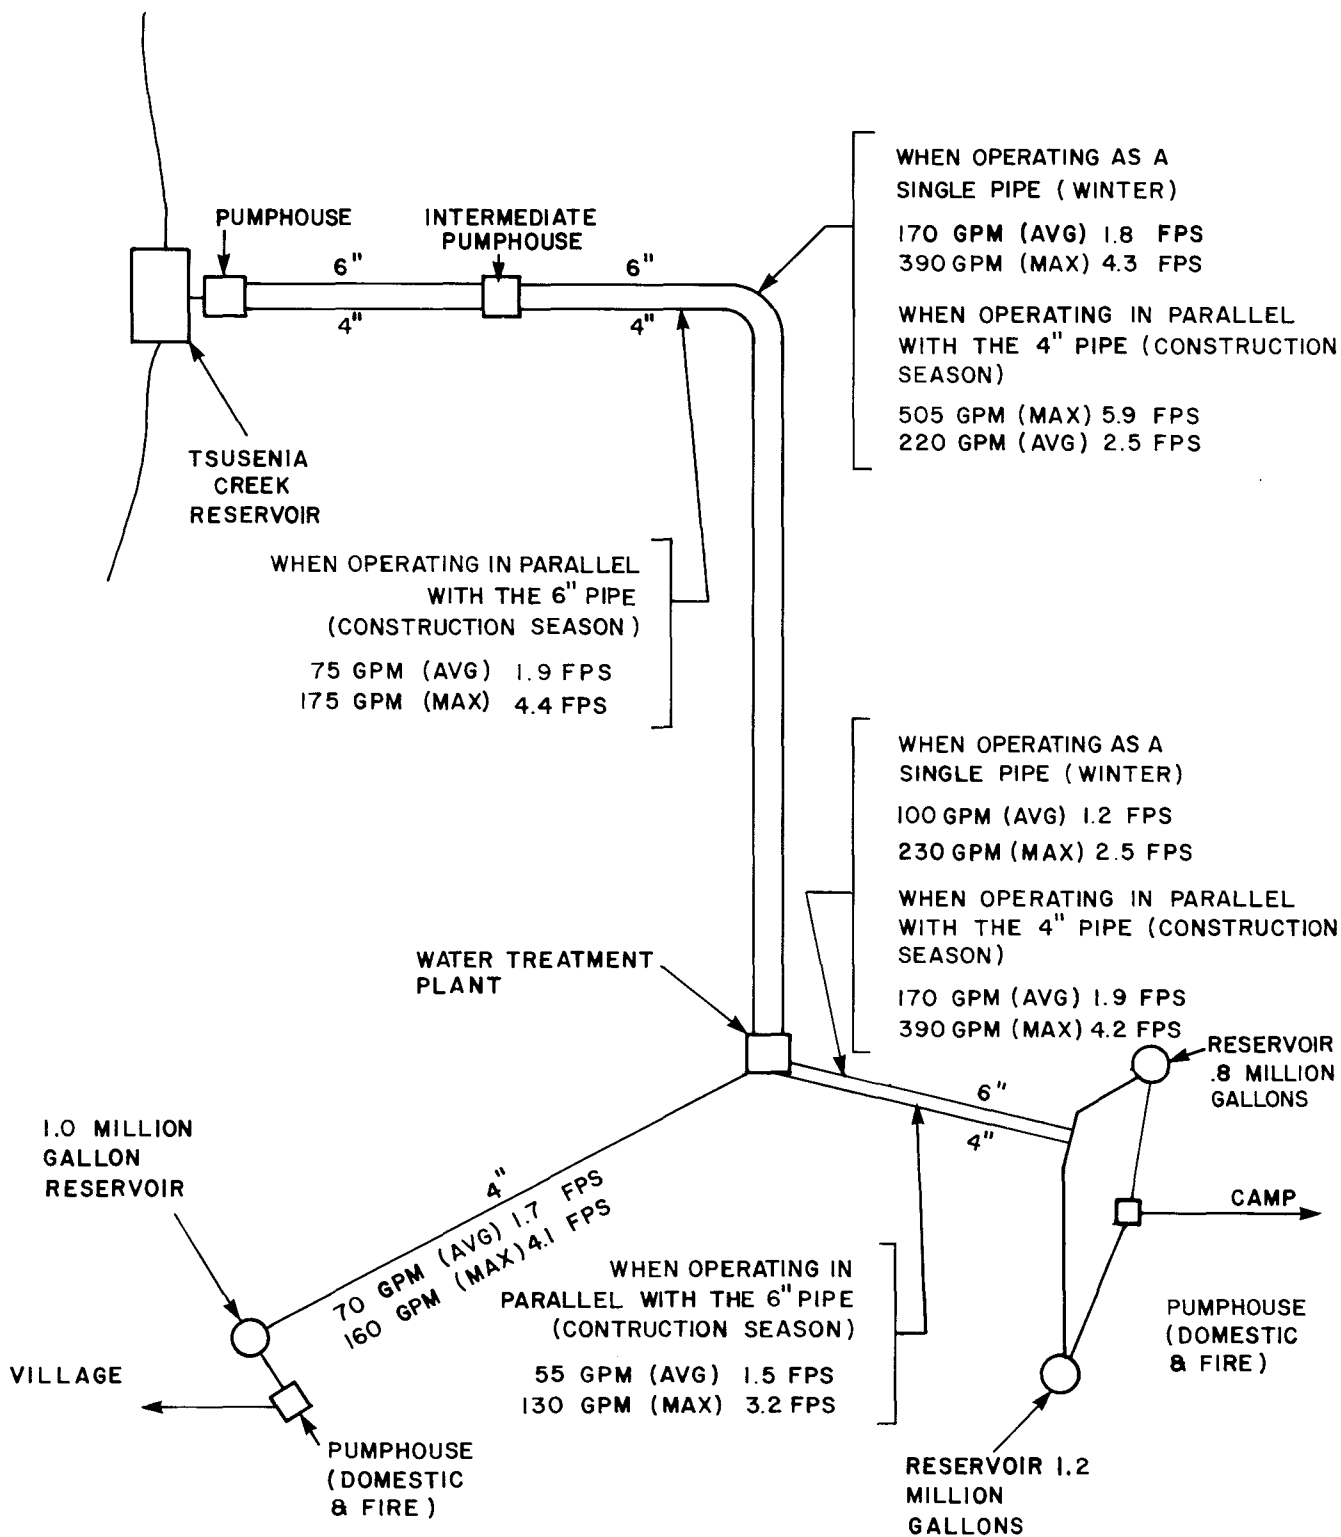 PUMPHOUSE
INTERMEDIATE
PUMPHOUSE
6"
4"
6"
4"
TSUSENIA
CREEK
RESERVOIR
WHEN OPERATING AS A
SINGLE PIPE (WINTER)
170 GPM (AVG) 1.8 FPS
390 GPM (MAX) 4.3 FPS
WHEN OPERATING IN PARALLEL
WITH THE 4" PIPE (CONSTRUCTION
SEASON)
505 GPM (MAX) 5.9 FPS
220 GPM (AVG) 2.5 FPS
WHEN OPERATING IN PARALLEL
WITH THE 6" PIPE
(CONSTRUCTION SEASON)
75 GPM (AVG) 1.9 FPS
175 GPM (MAX) 4.4 FPS
WHEN OPERATING AS A
SINGLE PIPE (WINTER)
100 GPM (AVG) 1.2 FPS
230 GPM (MAX) 2.5 FPS
WHEN OPERATING IN PARALLEL
WITH THE 4" PIPE (CONSTRUCTION
SEASON)
170 GPM (AVG) 1.9 FPS
390 GPM (MAX) 4.2 FPS
WATER TREATMENT
PLANT
RESERVOIR
.8 MILLION
GALLONS
6"
4"
1.0 MILLION
GALLON
RESERVOIR
4"
70 GPM (AVG) 1.7 FPS
160 GPM (MAX) 4.1 FPS
CAMP
PUMPHOUSE
(DOMESTIC
& FIRE)
WHEN OPERATING IN
PARALLEL WITH THE 6" PIPE
(CONTRUCTION SEASON)
55 GPM (AVG) 1.5 FPS
130 GPM (MAX) 3.2 FPS
VILLAGE
PUMPHOUSE
(DOMESTIC
& FIRE)
RESERVOIR 1.2
MILLION
GALLONS